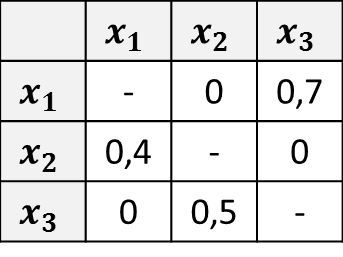 x₁ x₂ x₃
x₁ - 0 0,7
x₂ 0,4 - 0
x₃ 0 0,5 -